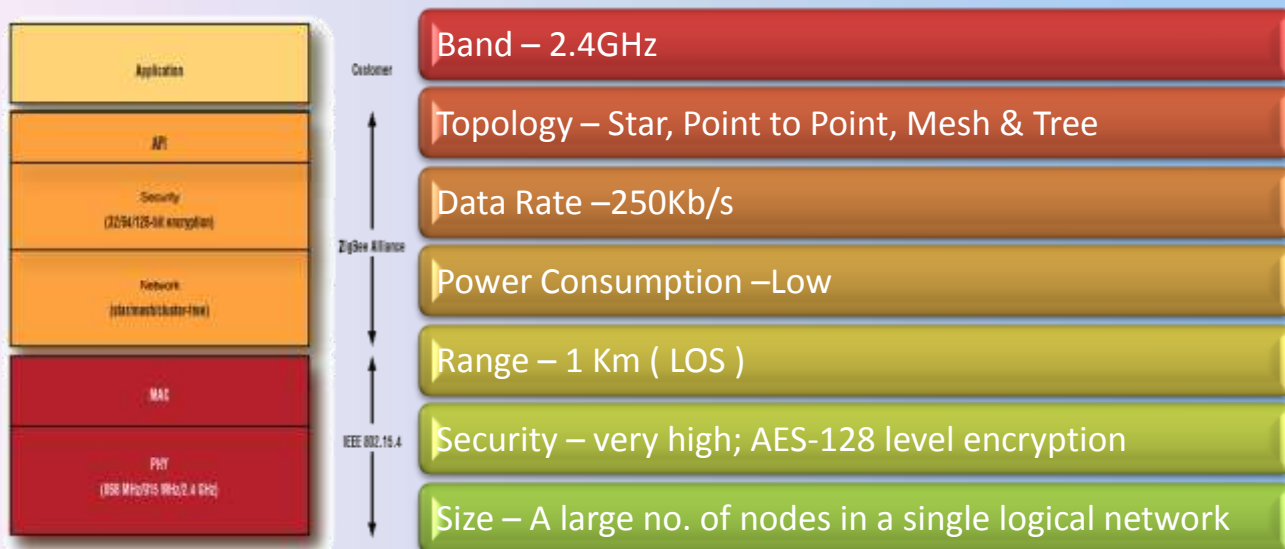 Application
Customer
API
Security
(32/64/128-bit encryption)
ZigBee Alliance
Network
(star/mesh/cluster-tree)
MAC
IEEE 802.15.4
PHY
(868 MHz/915 MHz/2.4 GHz)
Band – 2.4GHz
Topology – Star, Point to Point, Mesh & Tree
Data Rate –250Kb/s
Power Consumption –Low
Range – 1 Km ( LOS )
Security – very high; AES-128 level encryption
Size – A large no. of nodes in a single logical network